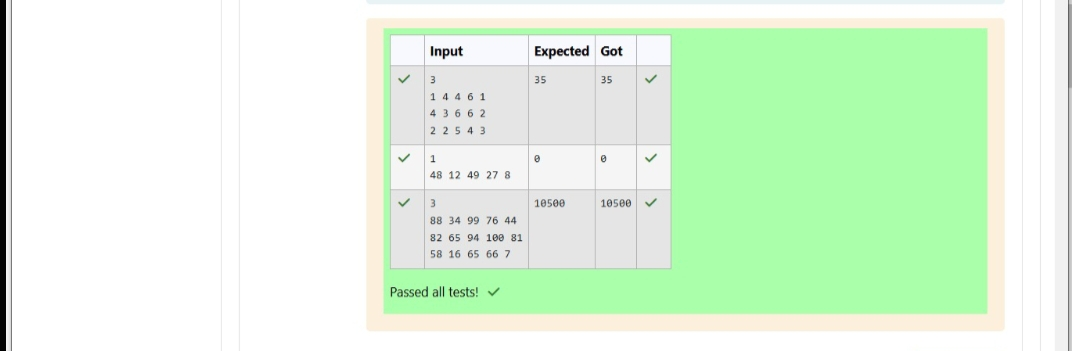 Input Expected Got
3 35 35
1 4 4 6 1
4 3 6 6 2
2 2 5 4 3
1 0 0
48 12 49 27 8
3 10500 10500
88 34 99 76 44
82 65 94 100 81
58 16 65 66 7
Passed all tests!